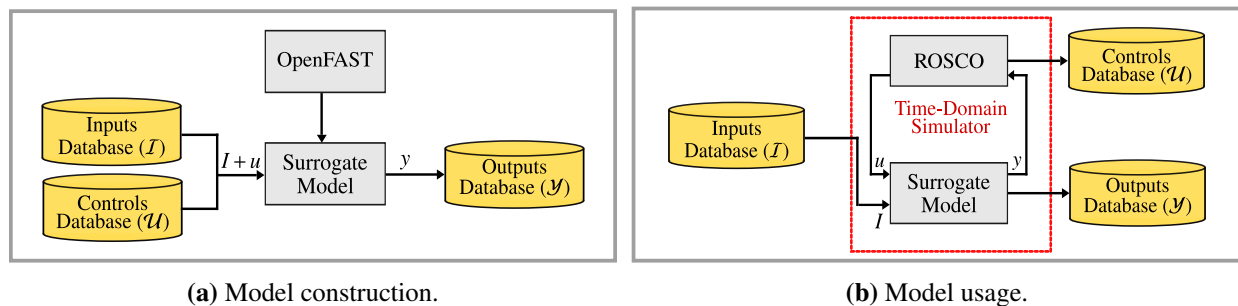 OpenFAST
Inputs
Database (I)
I + u
Surrogate
Model
y
Outputs
Database (Y)
Controls
Database (U)
(a) Model construction.
ROSCO
Controls
Database (U)
Time-Domain
Simulator
Inputs
Database (I)
u
y
Surrogate
Model
I
Outputs
Database (Y)
(b) Model usage.